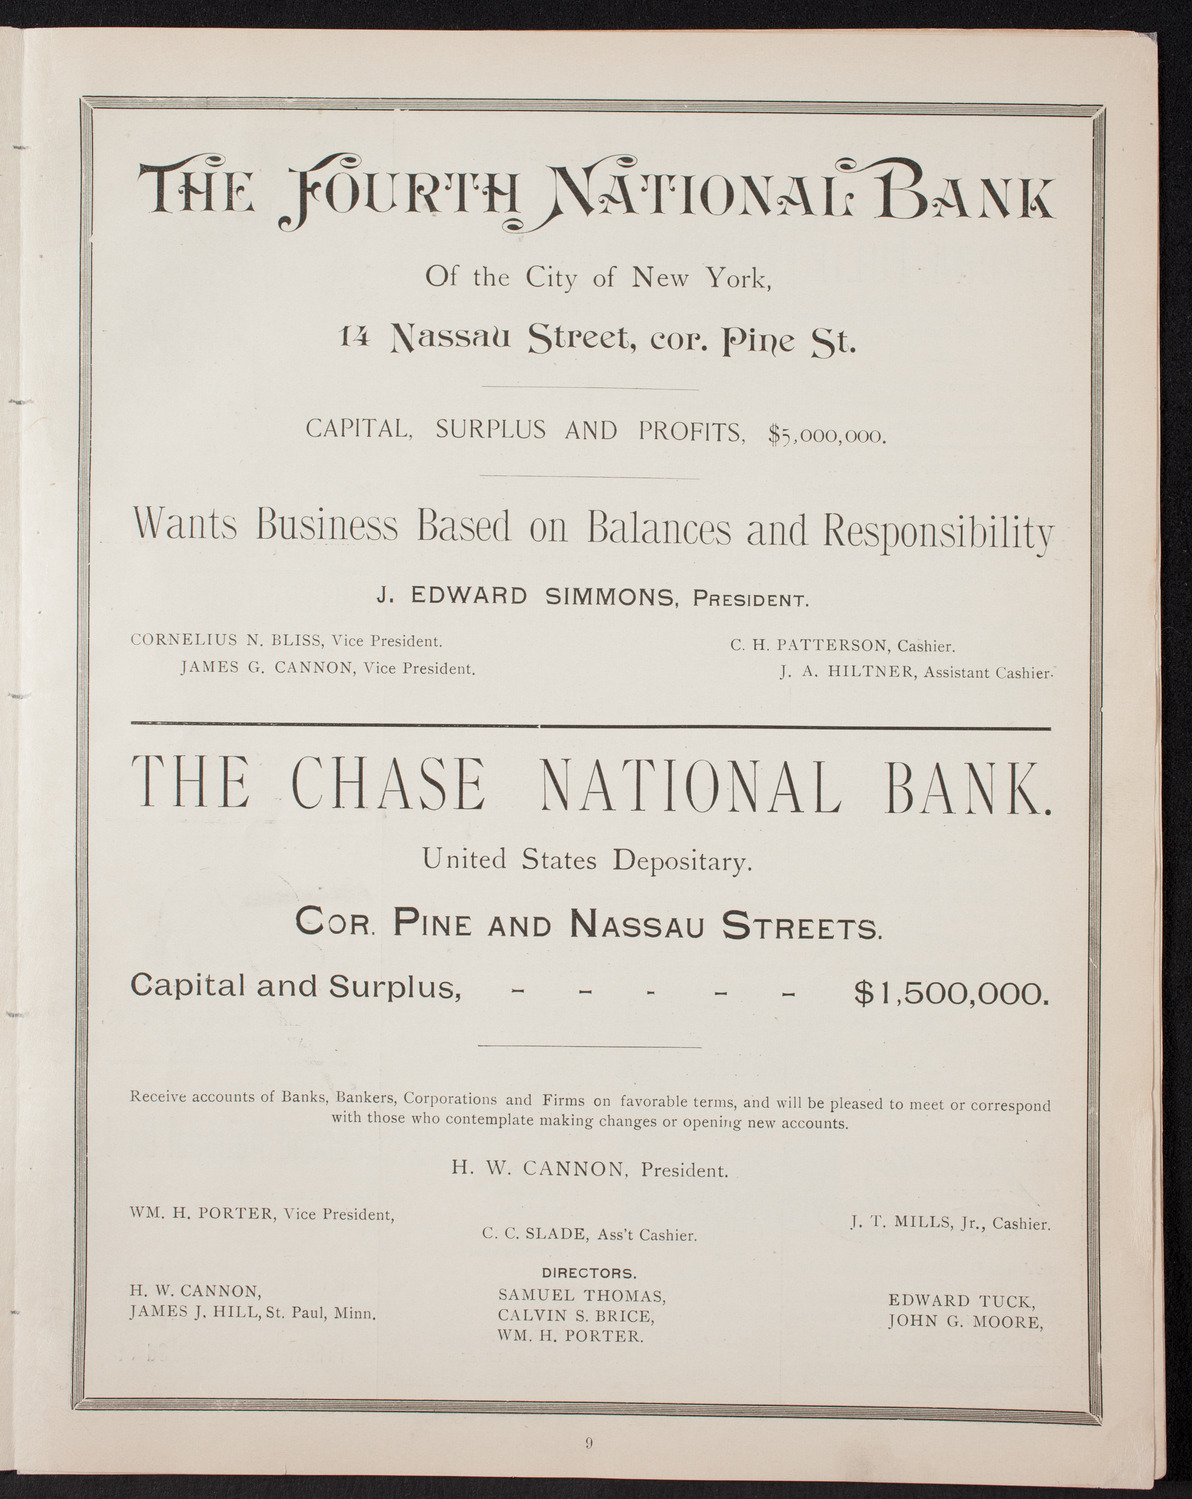 THE FOURTH NATIONAL BANK
Of the City of New York,
14 Nassau Street, cor. Pine St.
CAPITAL, SURPLUS AND PROFITS, $5,000,000.
Wants Business Based on Balances and Responsibility
J. EDWARD SIMMONS, PRESIDENT.
CORNELIUS N. BLISS, Vice President.
JAMES G. CANNON, Vice President.
C. H. PATTERSON, Cashier.
J. A. HILTNER, Assistant Cashier.
THE CHASE NATIONAL BANK.
United States Depositary.
COR. PINE AND NASSAU STREETS.
Capital and Surplus, - - - - - $1,500,000.
Receive accounts of Banks, Bankers, Corporations and Firms on favorable terms, and will be pleased to meet or correspond
with those who contemplate making changes or opening new accounts.
H. W. CANNON, President.
WM. H. PORTER, Vice President,
C. C. SLADE, Ass't Cashier.
J. T. MILLS, Jr., Cashier.
DIRECTORS.
H. W. CANNON,
JAMES J. HILL, St. Paul, Minn.
SAMUEL THOMAS,
CALVIN S. BRICE,
WM. H. PORTER.
EDWARD TUCK,
JOHN G. MOORE,
9